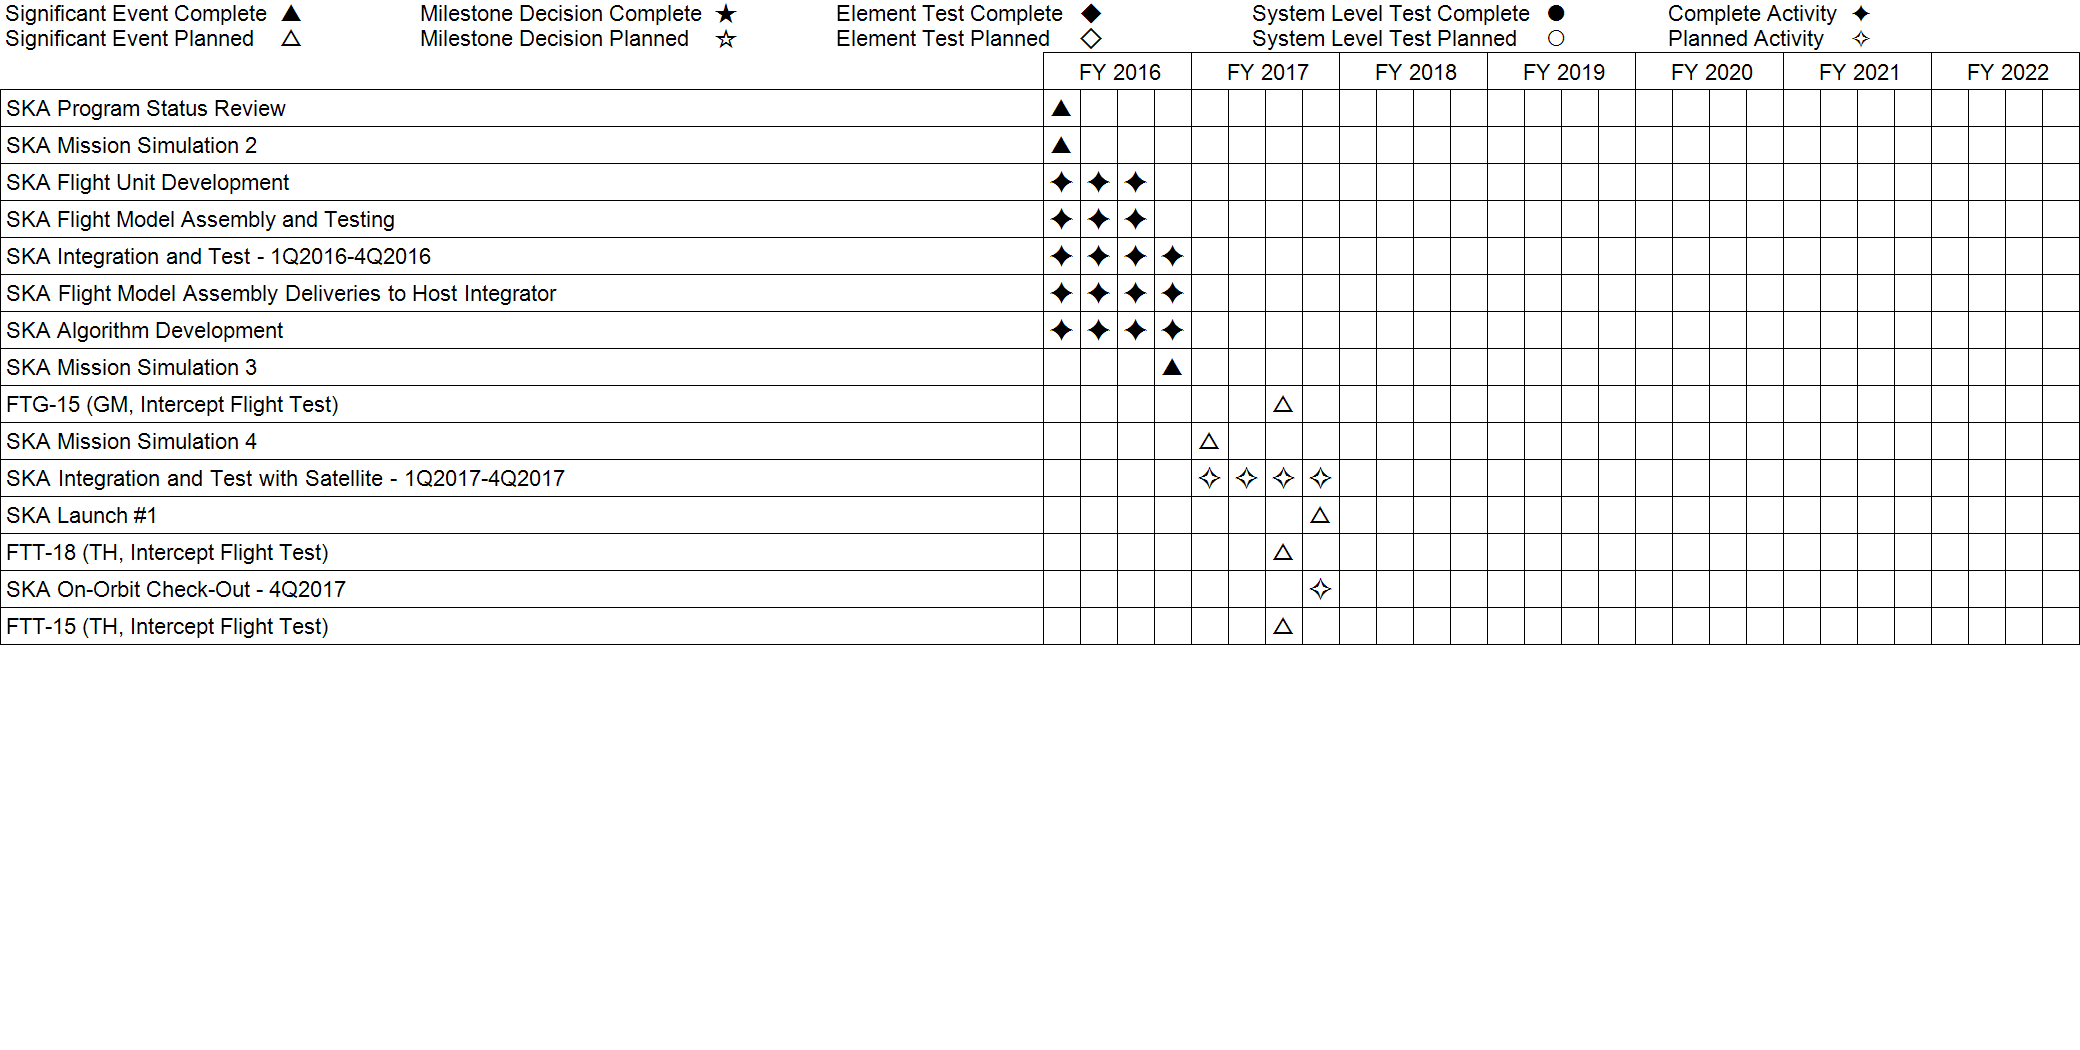 Significant Event Complete ▲ Milestone Decision Complete ★ Element Test Complete ◆ System Level Test Complete ● Complete Activity ✦
Significant Event Planned △ Milestone Decision Planned ☆ Element Test Planned ◇ System Level Test Planned ○ Planned Activity ✧
FY 2016 FY 2017 FY 2018 FY 2019 FY 2020 FY 2021 FY 2022
SKA Program Status Review ▲
SKA Mission Simulation 2 ▲
SKA Flight Unit Development ✦ ✦ ✦
SKA Flight Model Assembly and Testing ✦ ✦ ✦
SKA Integration and Test - 1Q2016-4Q2016 ✦ ✦ ✦ ✦
SKA Flight Model Assembly Deliveries to Host Integrator ✦ ✦ ✦ ✦
SKA Algorithm Development ✦ ✦ ✦ ✦
SKA Mission Simulation 3 ▲
FTG-15 (GM, Intercept Flight Test) △
SKA Mission Simulation 4 △
SKA Integration and Test with Satellite - 1Q2017-4Q2017 ✧ ✧ ✧ ✧
SKA Launch #1 △
FTT-18 (TH, Intercept Flight Test) △
SKA On-Orbit Check-Out - 4Q2017 ✧
FTT-15 (TH, Intercept Flight Test) △